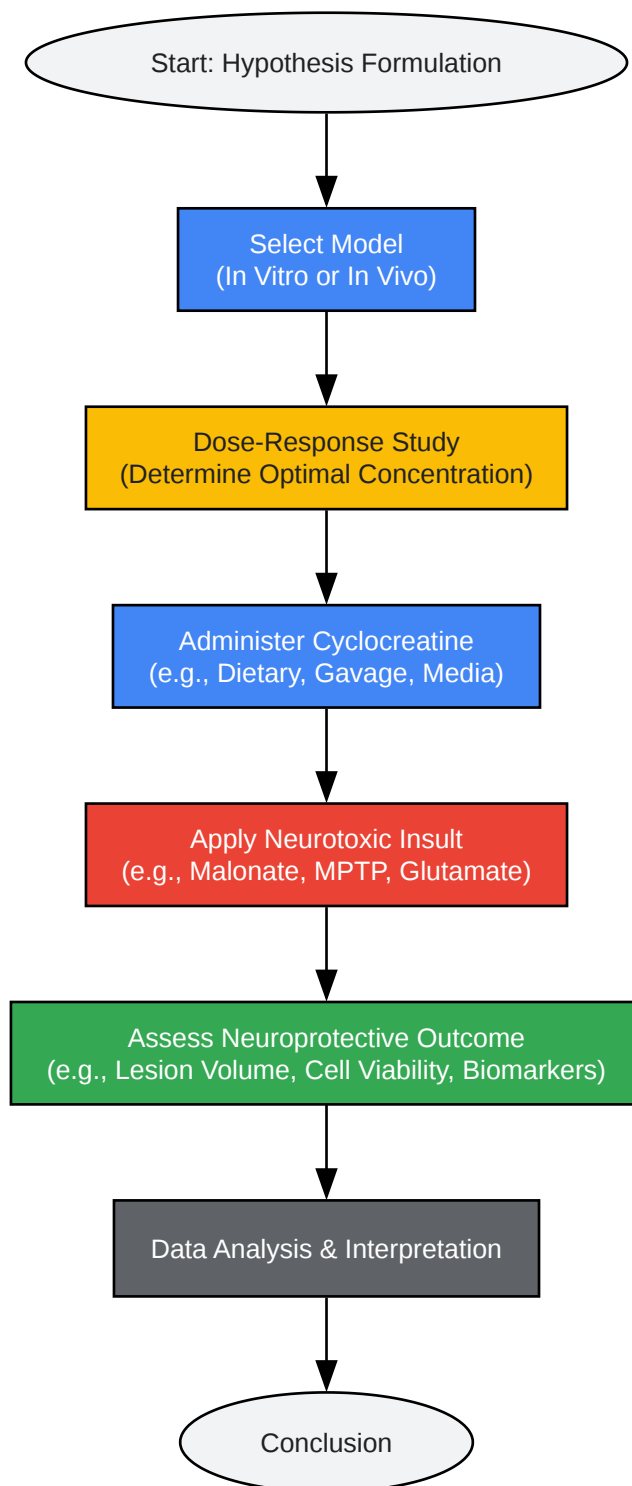 Start: Hypothesis Formulation
Select Model
(In Vitro or In Vivo)
Dose-Response Study
(Determine Optimal Concentration)
Administer Cyclocreatine
(e.g., Dietary, Gavage, Media)
Apply Neurotoxic Insult
(e.g., Malonate, MPTP, Glutamate)
Assess Neuroprotective Outcome
(e.g., Lesion Volume, Cell Viability, Biomarkers)
Data Analysis & Interpretation
Conclusion